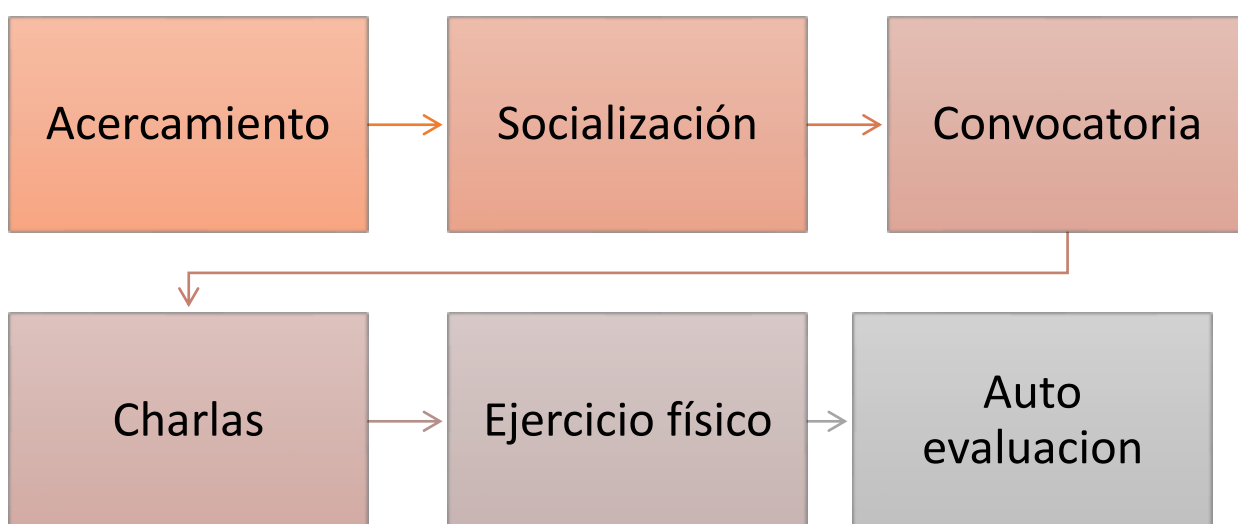 Acercamiento
Socialización
Convocatoria
Charlas
Ejercicio físico
Auto
evaluacion